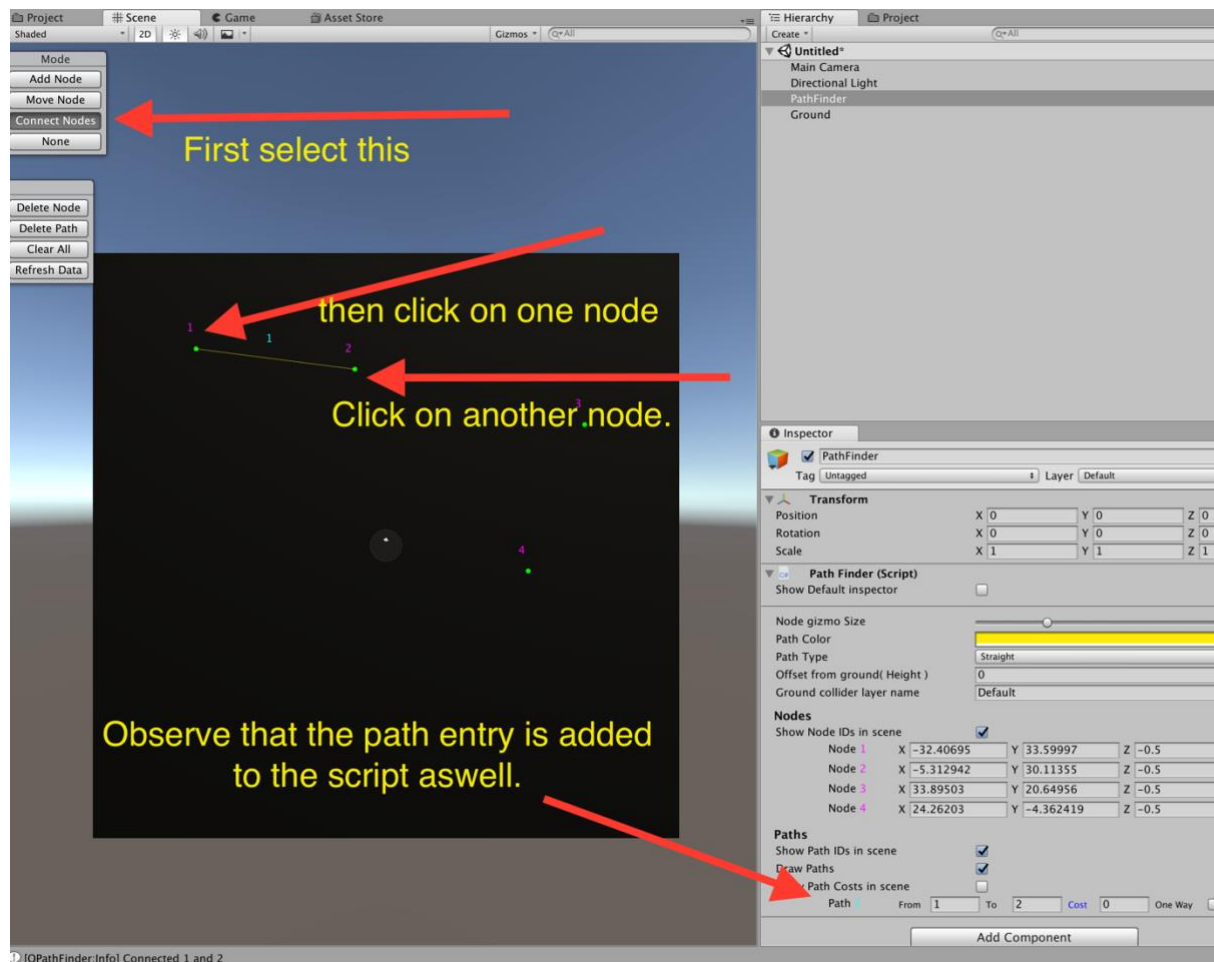 Project
Scene
Game
Asset Store
Shaded
2D
Gizmos
All
Mode
Add Node
Move Node
Connect Nodes
None
First select this
Delete Node
Delete Path
Clear All
Refresh Data
then click on one node
1
1
2
Click on another node.
3
4
Observe that the path entry is added
to the script aswell.
[QPathFinder:Info] Connected 1 and 2
Hierarchy
Project
Create
All
Untitled*
Main Camera
Directional Light
PathFinder
Ground
Inspector
PathFinder
Tag Untagged Layer Default
Transform
Position X 0 Y 0 Z 0
Rotation X 0 Y 0 Z 0
Scale X 1 Y 1 Z 1
Path Finder (Script)
Show Default inspector
Node gizmo Size
Path Color
Path Type Straight
Offset from ground( Height ) 0
Ground collider layer name Default
Nodes
Show Node IDs in scene
Node 1 X -32.40695 Y 33.59997 Z -0.5
Node 2 X -5.312942 Y 30.11355 Z -0.5
Node 3 X 33.89503 Y 20.64956 Z -0.5
Node 4 X 24.26203 Y -4.362419 Z -0.5
Paths
Show Path IDs in scene
Draw Paths
Path Costs in scene
Path From 1 To 2 Cost 0 One Way
Add Component